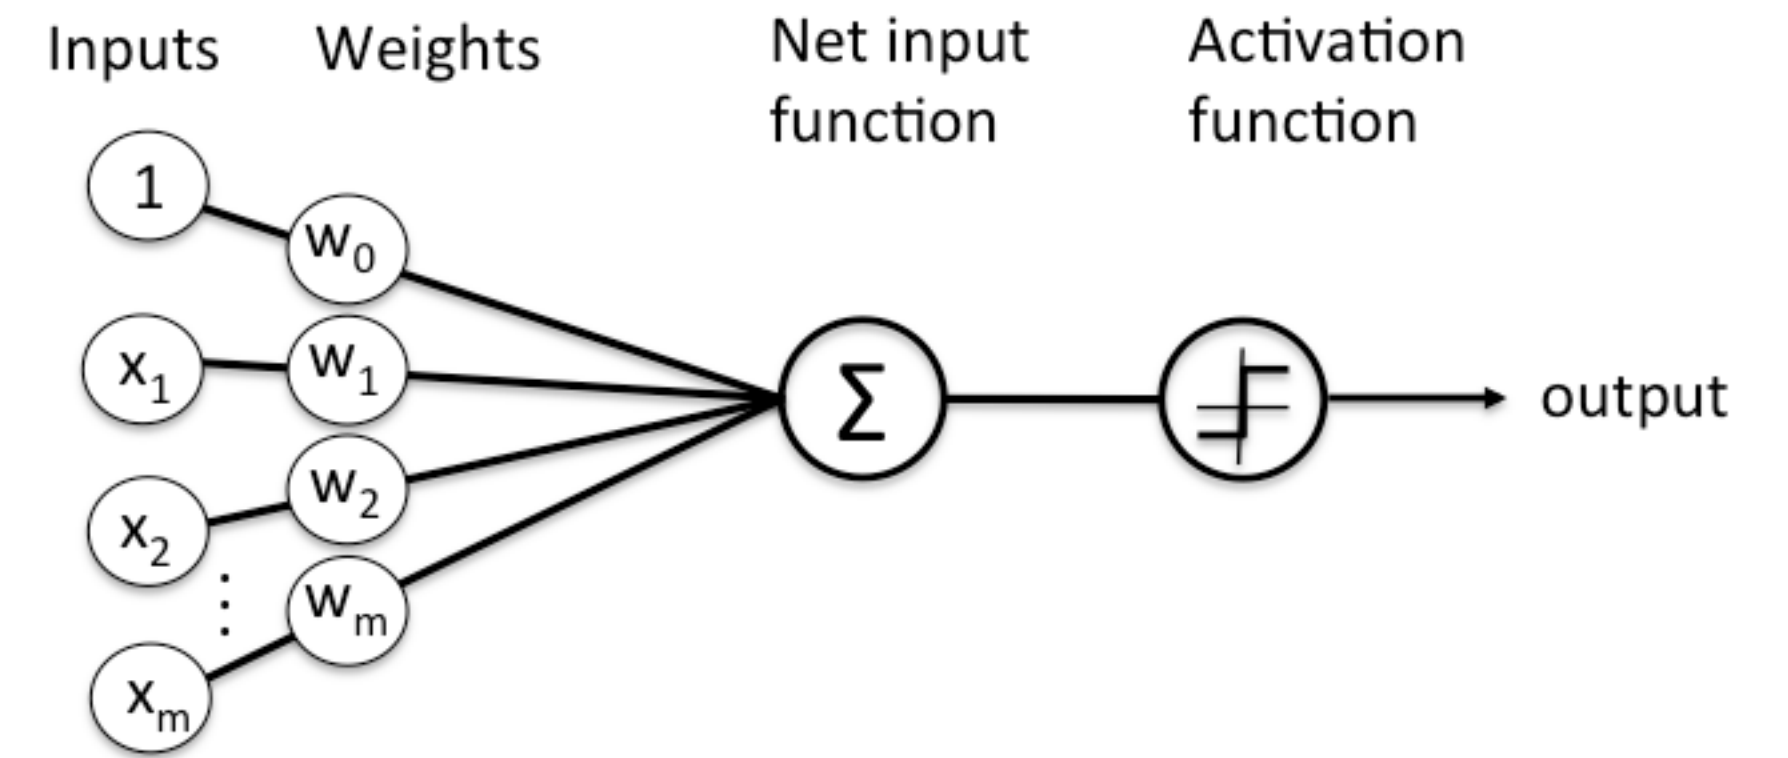 Inputs
Weights
Net input
function
Activation
function
1
w0
x1
w1
x2
w2
⋮
xm
wm
Σ
output